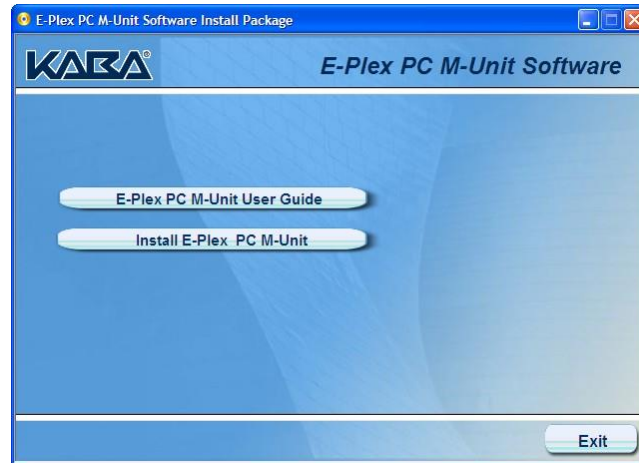 E-Plex PC M-Unit Software Install Package
KABA®
E-Plex PC M-Unit Software
E-Plex PC M-Unit User Guide
Install E-Plex PC M-Unit
Exit